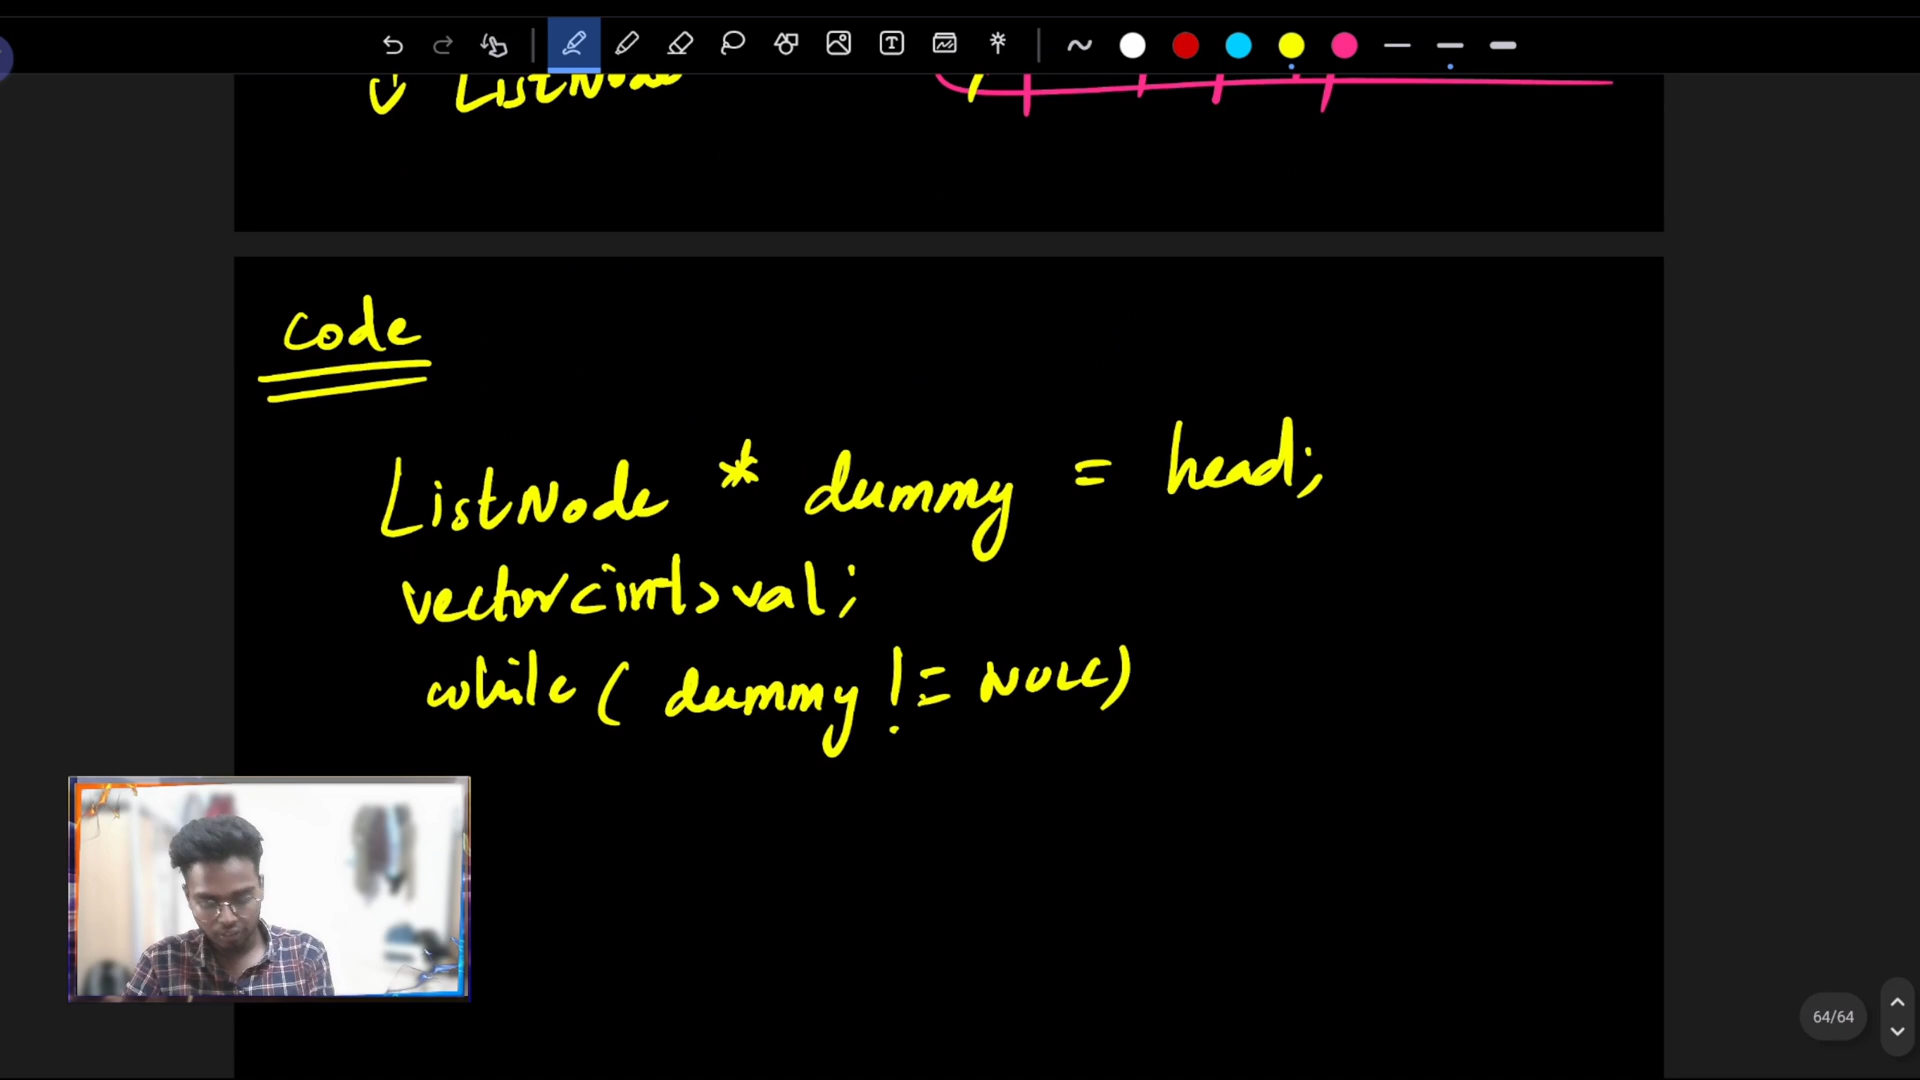 ListNode
code
ListNode * dummy = head;
vector<int> val;
while ( dummy != NULL)
64/64